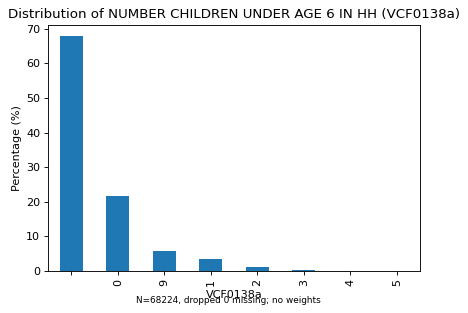 Distribution of NUMBER CHILDREN UNDER AGE 6 IN HH (VCF0138a)
Percentage (%)
70
60
50
40
30
20
10
0
0 9 1 2 3 4 5
VCF0138a
N=68224, dropped 0 missing; no weights